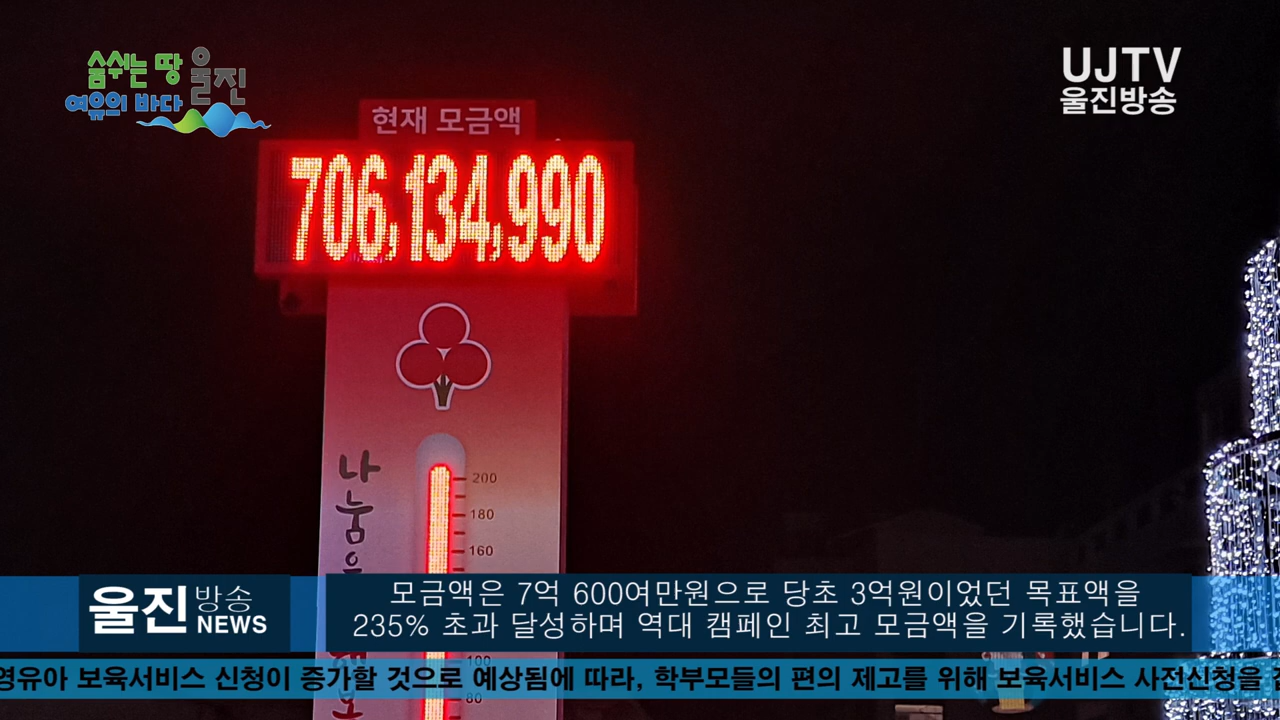 숨쉬는 땅
여유의 바다
울진
UJTV
울진방송
현재 모금액
706,134,990
나눔
200
180
160
100
80
울진 방송
NEWS
모금액은 7억 600여만원으로 당초 3억원이었던 목표액을
235% 초과 달성하며 역대 캠페인 최고 모금액을 기록했습니다.
영유아 보육서비스 신청이 증가할 것으로 예상됨에 따라, 학부모들의 편의 제고를 위해 보육서비스 사전신청을